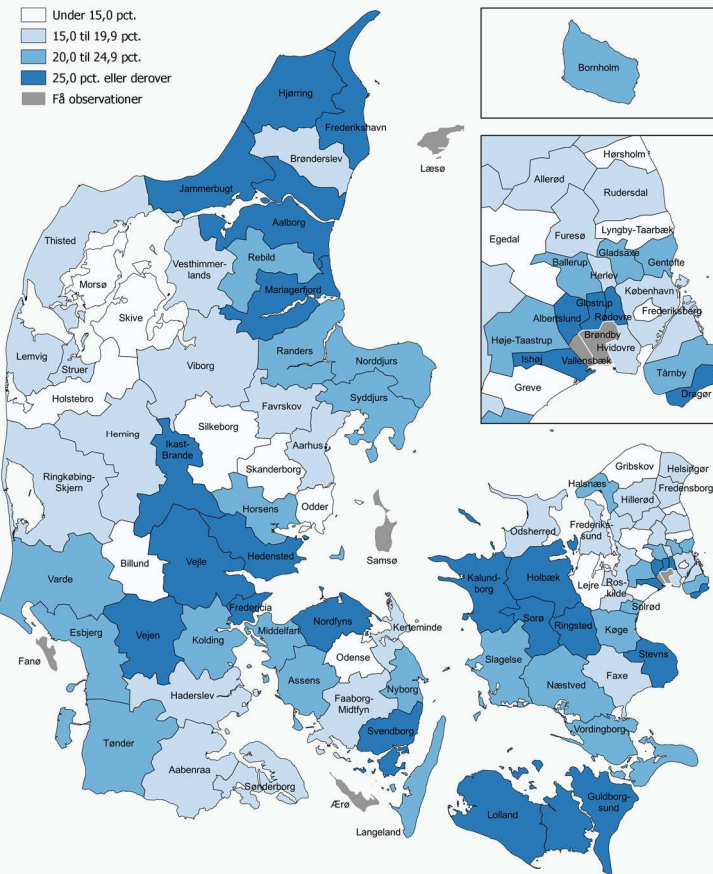 Under 15,0 pct.
15,0 til 19,9 pct.
20,0 til 24,9 pct.
25,0 pct. eller derover
Få observationer
Bornholm
Hjørring
Frederikshavn
Brønderslev
Læsø
Jammerbugt
Aalborg
Thisted
Vesthimmer-
lands
Rebild
Morsø
Mariagerfjord
Skive
Lemvig
Struer
Viborg
Randers
Norddjurs
Syddjurs
Holstebro
Favrskov
Herning
Silkeborg
Ikast-
Brande
Aarhus
Skanderborg
Ringkøbing-
Skjern
Horsens
Odder
Samsø
Billund
Vejle
Hedensted
Varde
Fredericia
Esbjerg
Vejen
Kolding
Middelfart
Nordfyns
Kerteminde
Fanø
Odense
Assens
Nyborg
Haderslev
Faaborg-
Midtfyn
Svendborg
Tønder
Aabenraa
Sønderborg
Ærø
Langeland
Hørsholm
Allerød
Rudersdal
Egedal
Furesø
Lyngby-Taarbæk
Gladsaxe
Ballerup
Gentofte
Herlev
København
Glostrup
Albertslund
Rødovre
Frederiksberg
Høje-Taastrup
Brøndby
Hvidovre
Ishøj
Vallensbæk
Tårnby
Greve
Dragør
Gribskov
Helsingør
Halsnæs
Fredensborg
Hillerød
Odsherred
Frederiks-
sund
Kalund-
borg
Holbæk
Lejre
Ros-
kilde
Solrød
Sorø
Ringsted
Køge
Slagelse
Stevns
Næstved
Faxe
Vordingborg
Guldborg-
sund
Lolland